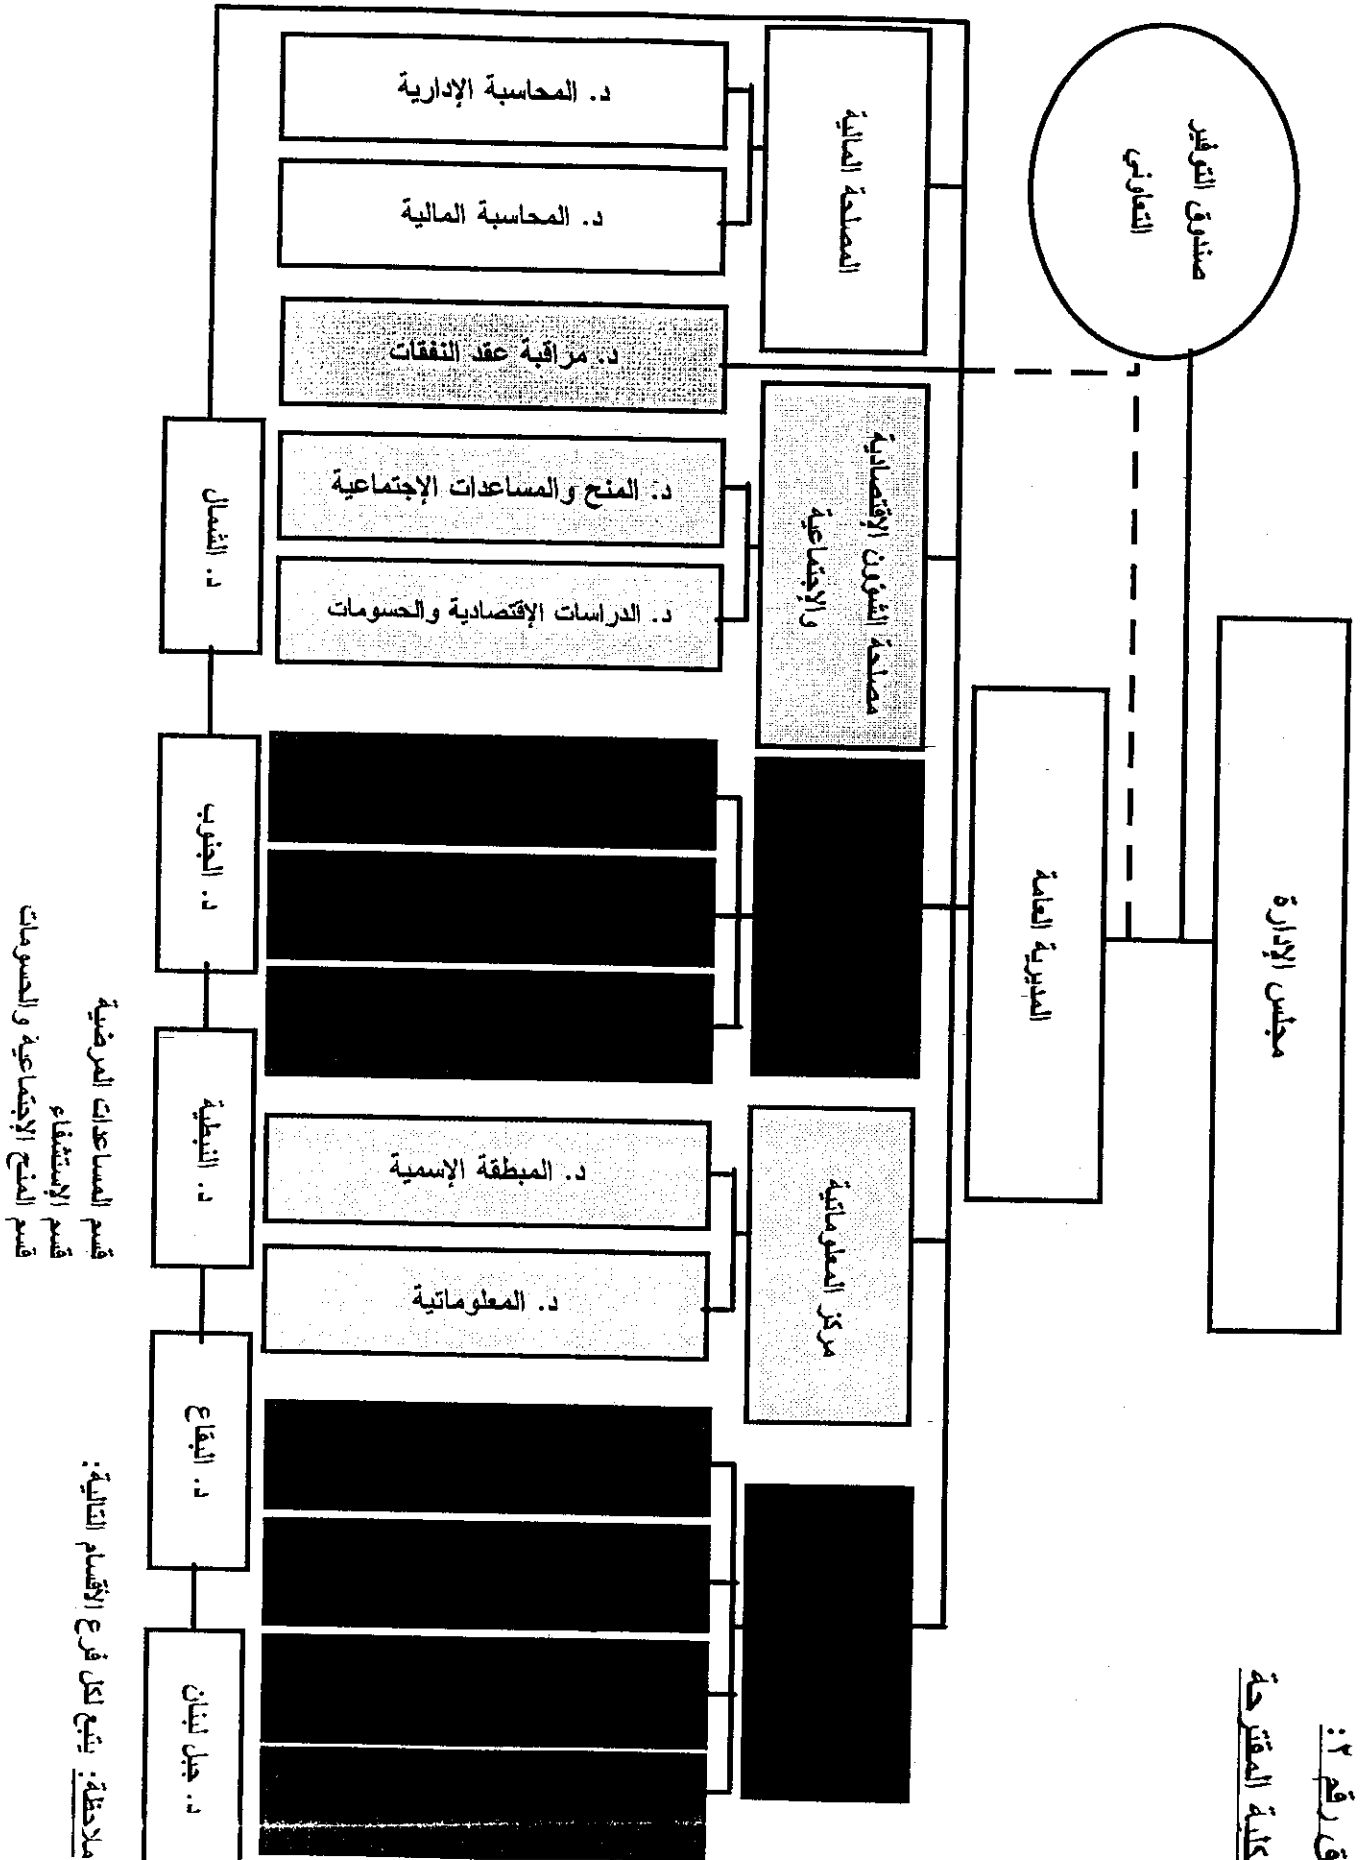 رقم ٢:
المقترحة
مجلس الإدارة
صندوق التوفير
التعاوني
المديرية العامة
المصلحة المالية
مصلحة الشؤون الإقتصادية
والإجتماعية
مركز المعلوماتية
د. المحاسبة الإدارية
د. المحاسبة المالية
د. مراقبة عقد النفقات
د. المنح والمساعدات الإجتماعية
د. الدراسات الإقتصادية والحسومات
د. المبطقة الإسمية
د. المعلوماتية
د. الشمال
د. الجنوب
د. النبطية
د. البقاع
د. جبل لبنان
ملاحظة: يتبع لكل فرع الأقسام التالية:
قسم المساعدات المرضية
قسم الإستشفاء
قسم المنح الإجتماعية والحسومات